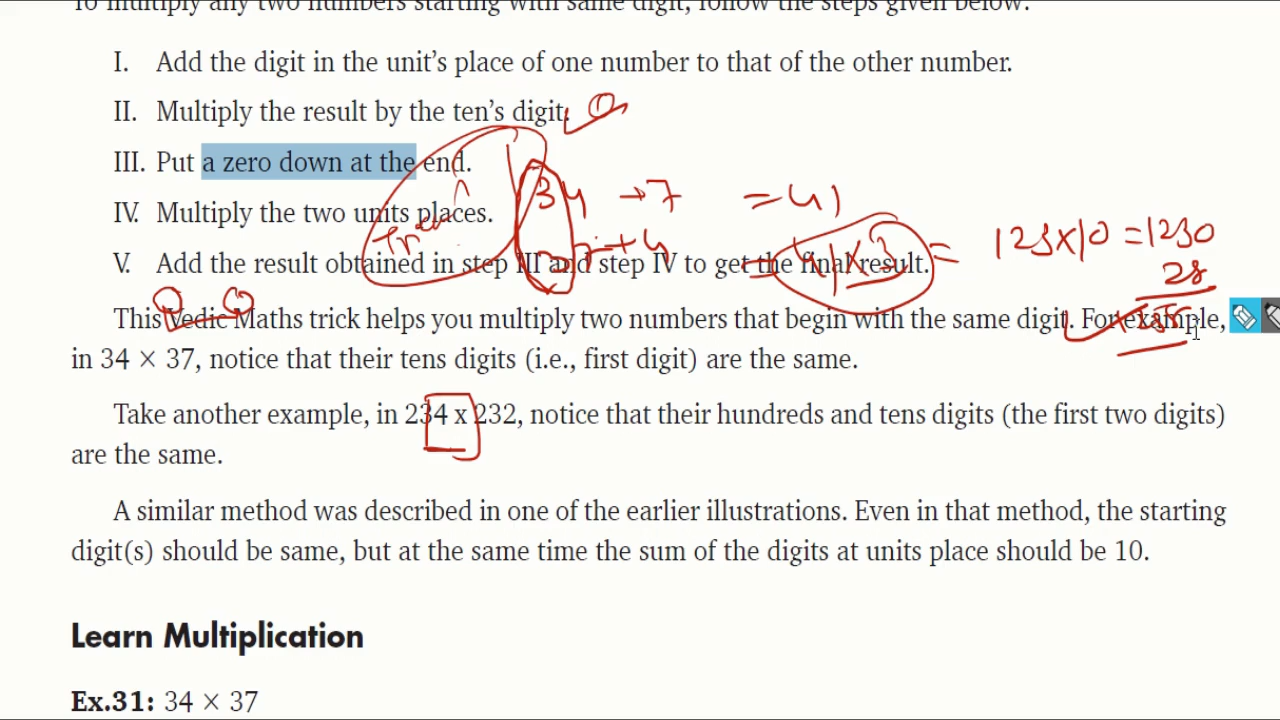 To multiply any two numbers starting with same digit, follow the steps given below.
I. Add the digit in the unit's place of one number to that of the other number.
II. Multiply the result by the ten's digit.
III. Put a zero down at the end.
34 → 7 = 41
IV. Multiply the two units places.
+ 4 = 41 × 3 = 123 × 10 = 1230
28
V. Add the result obtained in step III and step IV to get the final result.
This Vedic Maths trick helps you multiply two numbers that begin with the same digit. For example,
in 34 × 37, notice that their tens digits (i.e., first digit) are the same.
Take another example, in 234 x 232, notice that their hundreds and tens digits (the first two digits)
are the same.
A similar method was described in one of the earlier illustrations. Even in that method, the starting
digit(s) should be same, but at the same time the sum of the digits at units place should be 10.
Learn Multiplication
Ex.31: 34 × 37